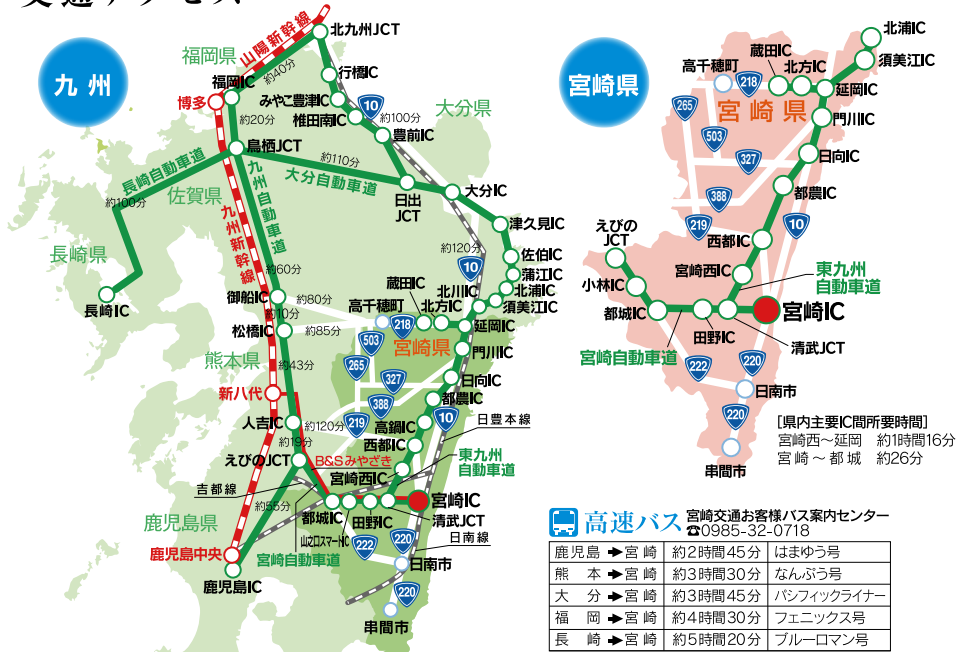 九州
山陽新幹線
北九州JCT
福岡県
約40分
行橋IC
福岡IC
みやこ豊津IC
10
大分県
博多
椎田南IC
約100分
約20分
豊前IC
鳥栖JCT
約110分
長崎自動車道
九州自動車道
大分自動車道
佐賀県
日出
JCT
大分IC
約100分
九州新幹線
津久見IC
長崎県
約120分
佐伯IC
約60分
10
蒲江IC
蔵田IC
北川IC
北浦IC
御船IC
約80分
高千穂町
北方IC
須美江IC
長崎IC
約10分
218
延岡IC
松橋IC
約85分
503
宮崎県
門川IC
熊本県
約43分
265
327
日向IC
新八代
388
都農IC
人吉IC
約120分
219
高鍋IC
10
日豊本線
約19分
西都IC
えびのJCT
B&Sみやざき
東九州
自動車道
宮崎西IC
吉都線
約55分
宮崎IC
都城IC
田野IC
清武JCT
鹿児島県
山之口スマートIC
222
220
日南線
鹿児島中央
宮崎自動車道
日南市
鹿児島IC
220
串間市
宮崎県
北浦IC
蔵田IC
須美江IC
高千穂町
218
北方IC
延岡IC
265
宮崎県
門川IC
503
327
日向IC
388
都農IC
219
10
えびの
JCT
西都IC
宮崎西IC
東九州
自動車道
小林IC
都城IC
宮崎IC
田野IC
清武JCT
宮崎自動車道
222
220
日南市
220
串間市
[県内主要IC間所要時間]
宮崎西～延岡 約1時間16分
宮崎～都城 約26分
高速バス 宮崎交通お客様バス案内センター
☎0985-32-0718
鹿児島➡宮崎 約2時間45分 はまゆう号
熊本➡宮崎 約3時間30分 なんぷう号
大分➡宮崎 約3時間45分 パシフィックライナー
福岡➡宮崎 約4時間30分 フェニックス号
長崎➡宮崎 約5時間20分 ブルーロマン号